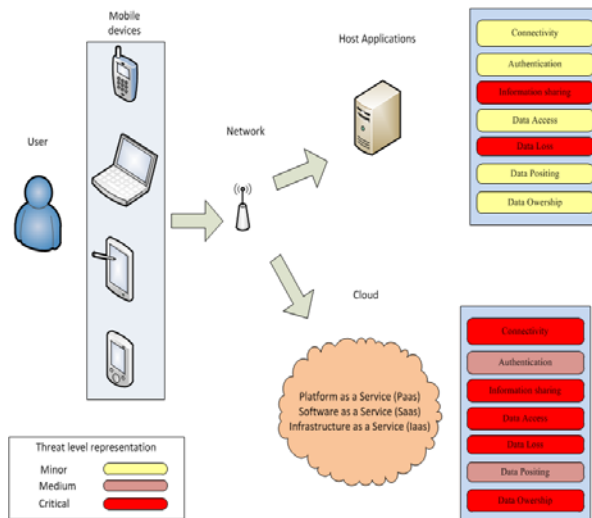 Mobile
devices
User
Network
Host Applications
Connectivity
Authentication
Information sharing
Data Access
Data Loss
Data Positing
Data Owership
Cloud
Platform as a Service (Paas)
Software as a Service (Saas)
Infrastructure as a Service (Iaas)
Connectivity
Authentication
Information sharing
Data Access
Data Loss
Data Positing
Data Owership
Threat level representation
Minor
Medium
Critical